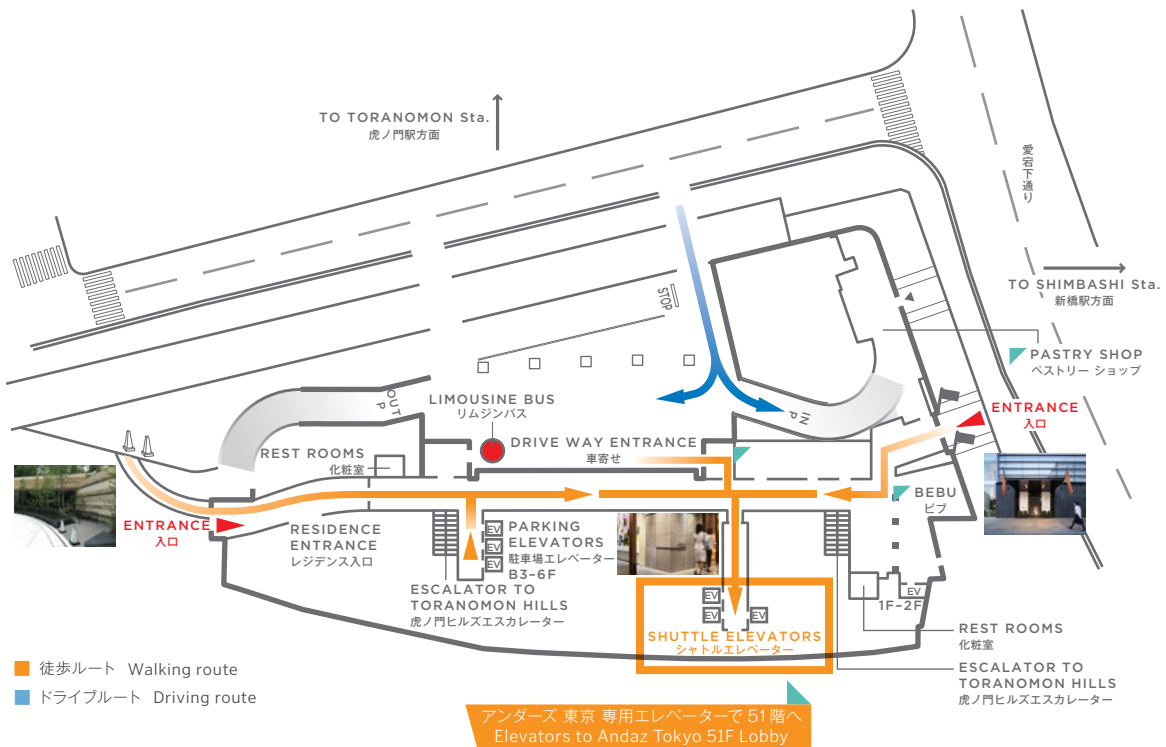 TO TORANOMON Sta.
虎ノ門駅方面
愛宕下通り
TO SHIMBASHI Sta.
新橋駅方面
STOP
PASTRY SHOP
ペストリー ショップ
OUT
P
LIMOUSINE BUS
リムジンバス
IN
P
ENTRANCE
入口
DRIVE WAY ENTRANCE
車寄せ
REST ROOMS
化粧室
BEBU
ビブ
ENTRANCE
入口
RESIDENCE
ENTRANCE
レジデンス入口
EV
EV
EV
PARKING
ELEVATORS
駐車場エレベーター
B3-6F
ESCALATOR TO
TORANOMON HILLS
虎ノ門ヒルズエスカレーター
EV
EV
EV
SHUTTLE ELEVATORS
シャトルエレベーター
EV
1F-2F
REST ROOMS
化粧室
ESCALATOR TO
TORANOMON HILLS
虎ノ門ヒルズエスカレーター
徒歩ルート Walking route
ドライブルート Driving route
アンダーズ 東京 専用エレベーターで 51 階へ
Elevators to Andaz Tokyo 51F Lobby